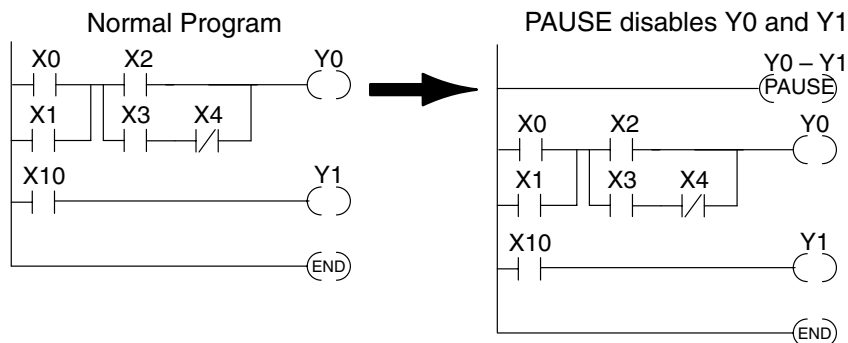 Normal Program
X0 X2 Y0
X1 X3 X4
X10 Y1
END
PAUSE disables Y0 and Y1
Y0 – Y1
PAUSE
X0 X2 Y0
X1 X3 X4
X10 Y1
END